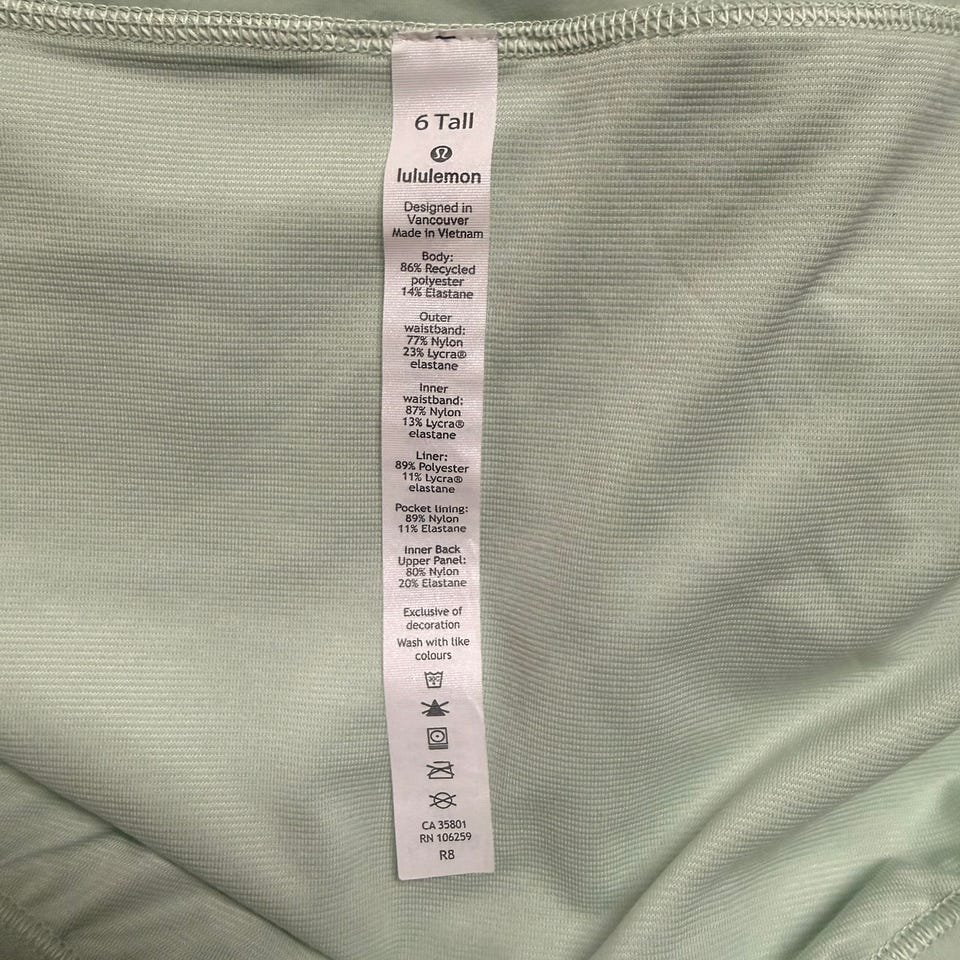 6 Tall
lululemon
Designed in
Vancouver
Made in Vietnam
Body:
86% Recycled
polyester
14% Elastane
Outer
waistband:
77% Nylon
23% Lycra®
elastane
Inner
waistband:
87% Nylon
13% Lycra®
elastane
Liner:
89% Polyester
11% Lycra®
elastane
Pocket lining:
89% Nylon
11% Elastane
Inner Back
Upper Panel:
80% Nylon
20% Elastane
Exclusive of
decoration
Wash with like
colours
CA 35801
RN 106259
R8